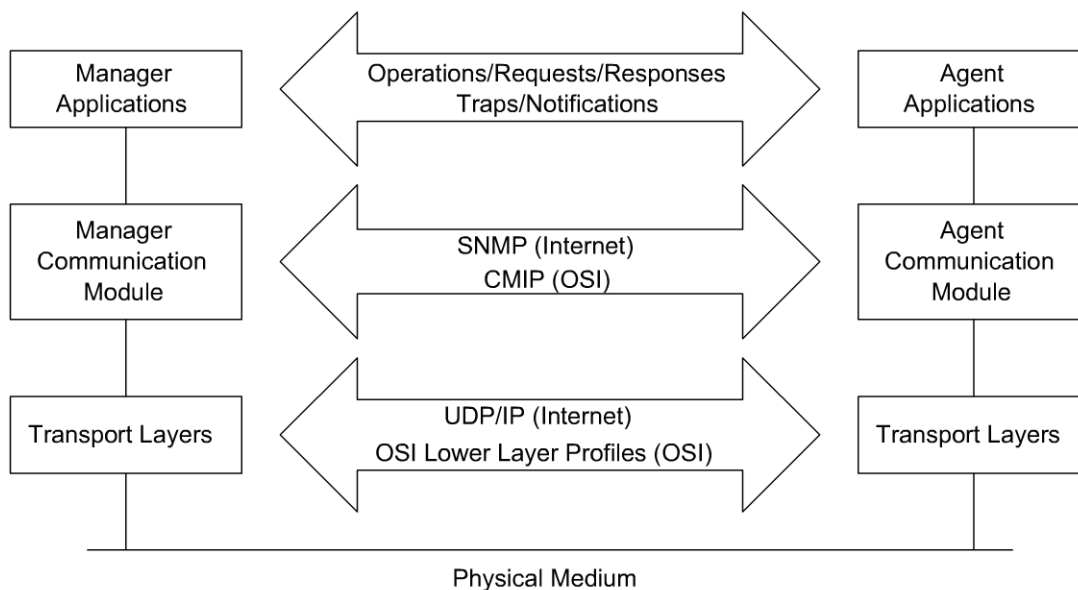 Manager
Applications
Operations/Requests/Responses
Traps/Notifications
Agent
Applications
Manager
Communication
Module
SNMP (Internet)
CMIP (OSI)
Agent
Communication
Module
Transport Layers
UDP/IP (Internet)
OSI Lower Layer Profiles (OSI)
Transport Layers
Physical Medium